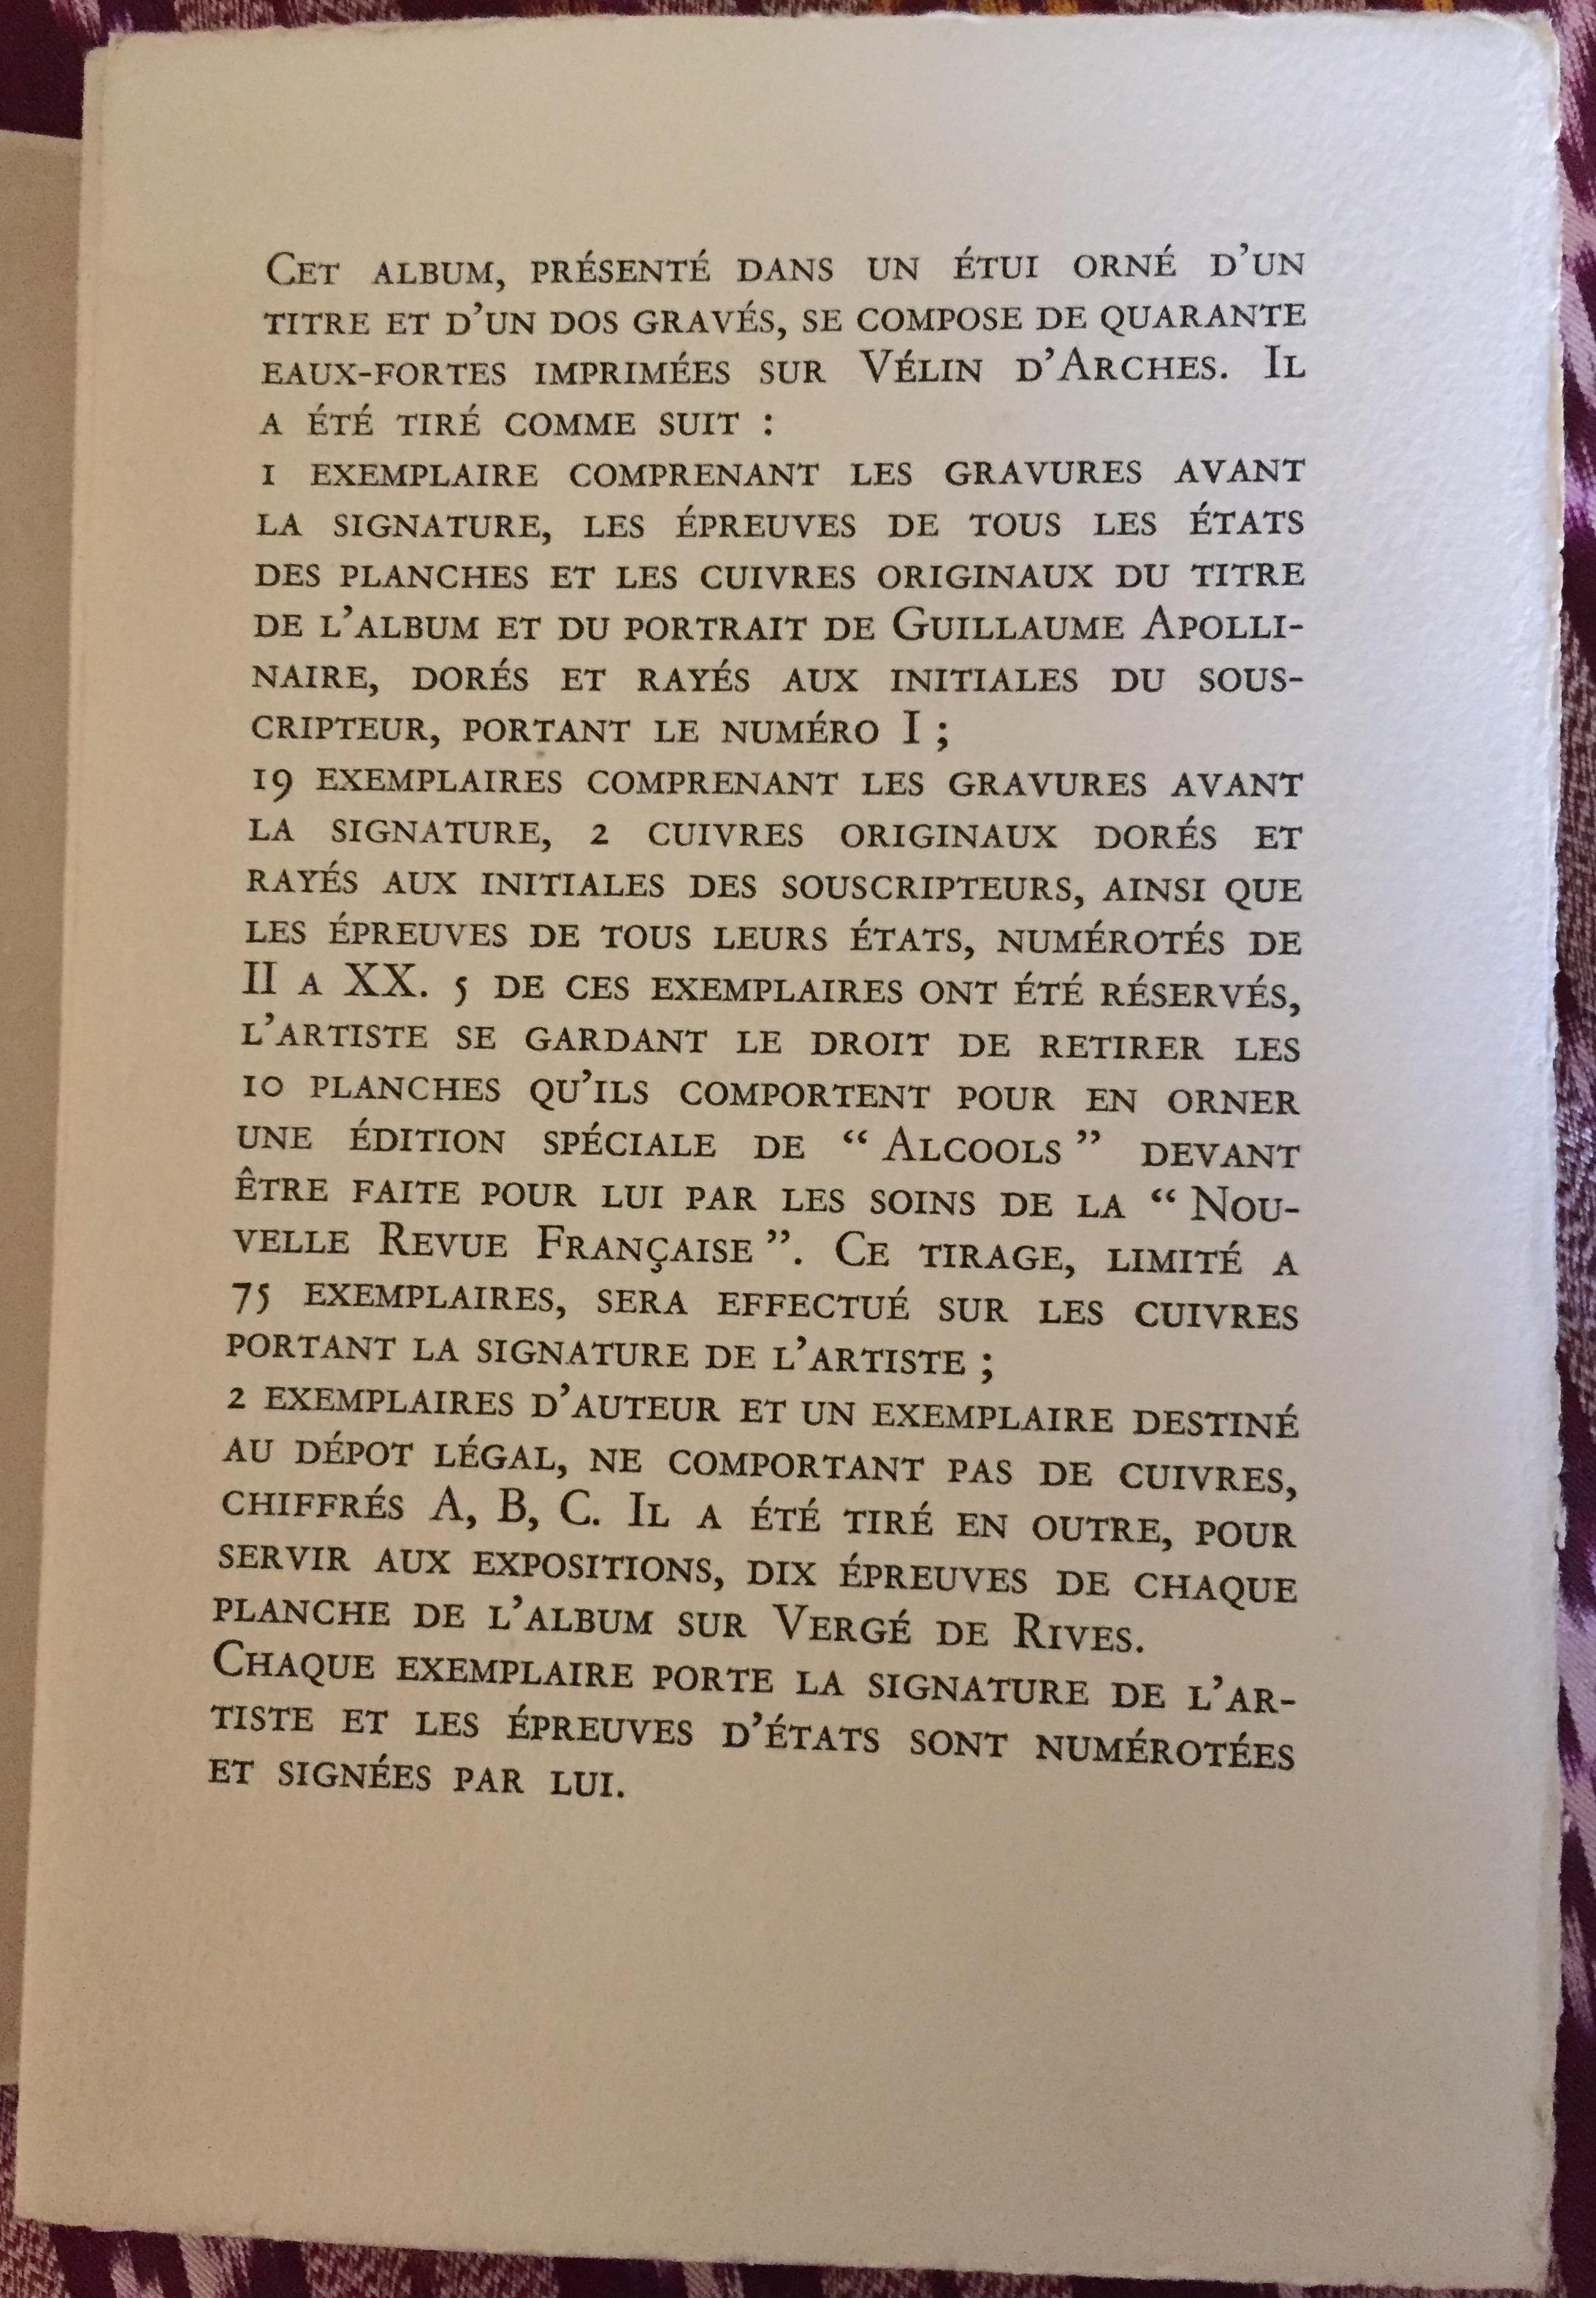 Cet album, présenté dans un étui orné d'un
titre et d'un dos gravés, se compose de quarante
eaux-fortes imprimées sur Vélin d'Arches. Il
a été tiré comme suit :
1 exemplaire comprenant les gravures avant
la signature, les épreuves de tous les états
des planches et les cuivres originaux du titre
de l'album et du portrait de Guillaume Apolli-
naire, dorés et rayés aux initiales du sous-
cripteur, portant le numéro I ;
19 exemplaires comprenant les gravures avant
la signature, 2 cuivres originaux dorés et
rayés aux initiales des souscripteurs, ainsi que
les épreuves de tous leurs états, numérotés de
II a XX. 5 de ces exemplaires ont été réservés,
l'artiste se gardant le droit de retirer les
10 planches qu'ils comportent pour en orner
une édition spéciale de “ Alcools ” devant
être faite pour lui par les soins de la “ Nou-
velle Revue Française ”. Ce tirage, limité a
75 exemplaires, sera effectué sur les cuivres
portant la signature de l'artiste ;
2 exemplaires d'auteur et un exemplaire destiné
au dépot légal, ne comportant pas de cuivres,
chiffrés A, B, C. Il a été tiré en outre, pour
servir aux expositions, dix épreuves de chaque
planche de l'album sur Vergé de Rives.
Chaque exemplaire porte la signature de l'ar-
tiste et les épreuves d'états sont numérotées
et signées par lui.